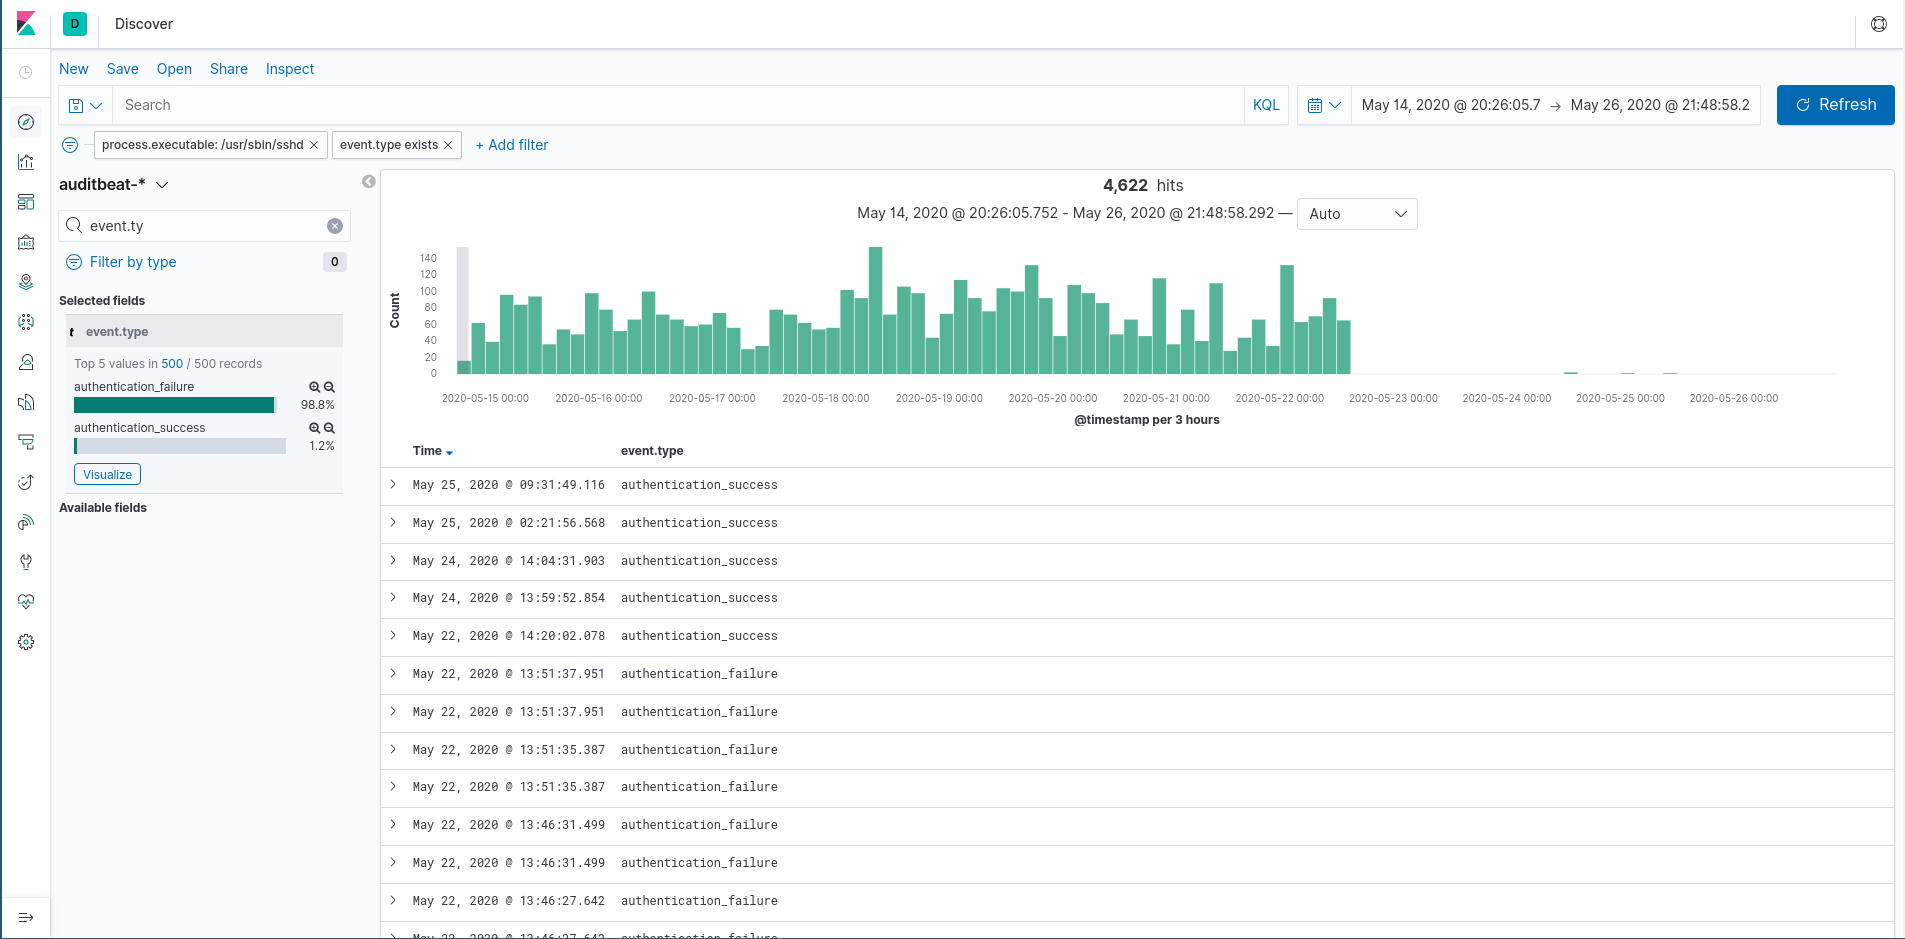 D Discover
New Save Open Share Inspect
Search KQL May 14, 2020 @ 20:26:05.7 → May 26, 2020 @ 21:48:58.2 Refresh
process.executable: /usr/sbin/sshd × event.type exists × + Add filter
auditbeat-*
event.ty
Filter by type 0
Selected fields
t event.type
Top 5 values in 500 / 500 records
authentication_failure
98.8%
authentication_success
1.2%
Visualize
Available fields
4,622 hits
May 14, 2020 @ 20:26:05.752 - May 26, 2020 @ 21:48:58.292 — Auto
Count
140
120
100
80
60
40
20
0
2020-05-15 00:00 2020-05-16 00:00 2020-05-17 00:00 2020-05-18 00:00 2020-05-19 00:00 2020-05-20 00:00 2020-05-21 00:00 2020-05-22 00:00 2020-05-23 00:00 2020-05-24 00:00 2020-05-25 00:00 2020-05-26 00:00
@timestamp per 3 hours
Time event.type
May 25, 2020 @ 09:31:49.116 authentication_success
May 25, 2020 @ 02:21:56.568 authentication_success
May 24, 2020 @ 14:04:31.903 authentication_success
May 24, 2020 @ 13:59:52.854 authentication_success
May 22, 2020 @ 14:20:02.078 authentication_success
May 22, 2020 @ 13:51:37.951 authentication_failure
May 22, 2020 @ 13:51:37.951 authentication_failure
May 22, 2020 @ 13:51:35.387 authentication_failure
May 22, 2020 @ 13:51:35.387 authentication_failure
May 22, 2020 @ 13:46:31.499 authentication_failure
May 22, 2020 @ 13:46:31.499 authentication_failure
May 22, 2020 @ 13:46:27.642 authentication_failure
May 22, 2020 @ 13:46:27.642 authentication_failure